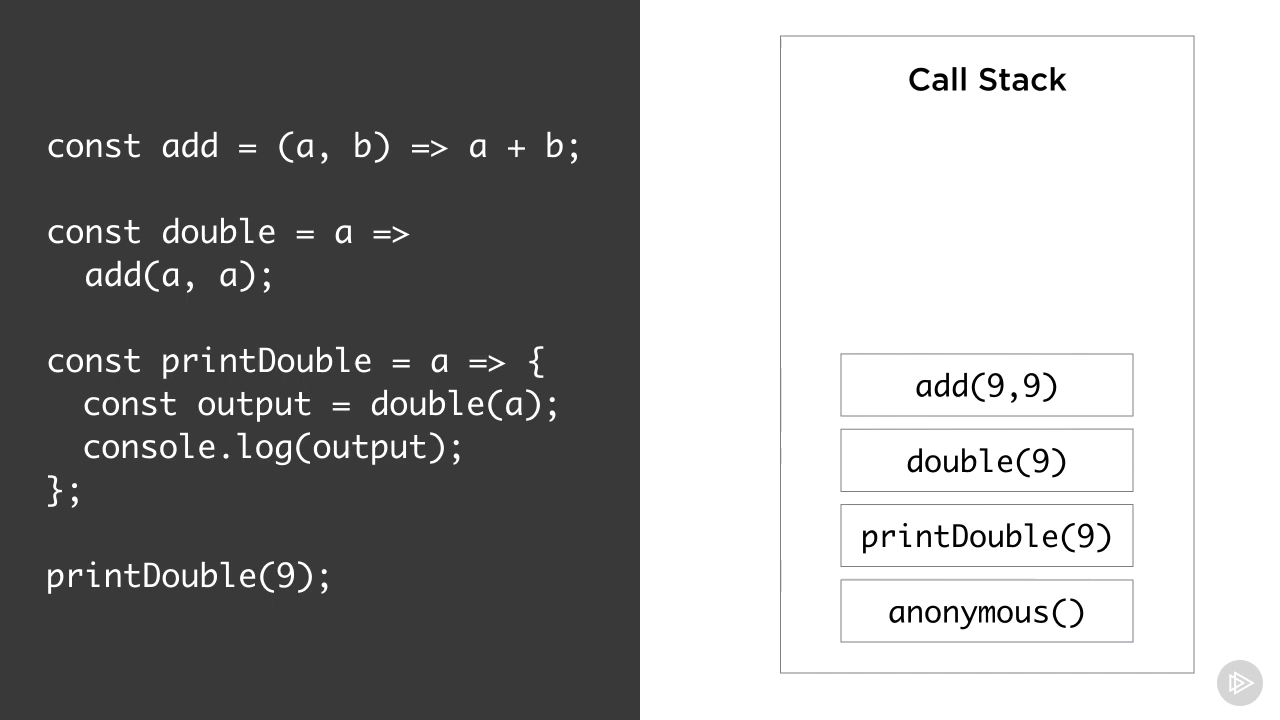 const add = (a, b) => a + b;
const double = a =>
  add(a, a);
const printDouble = a => {
  const output = double(a);
  console.log(output);
};
printDouble(9);
Call Stack
add(9,9)
double(9)
printDouble(9)
anonymous()